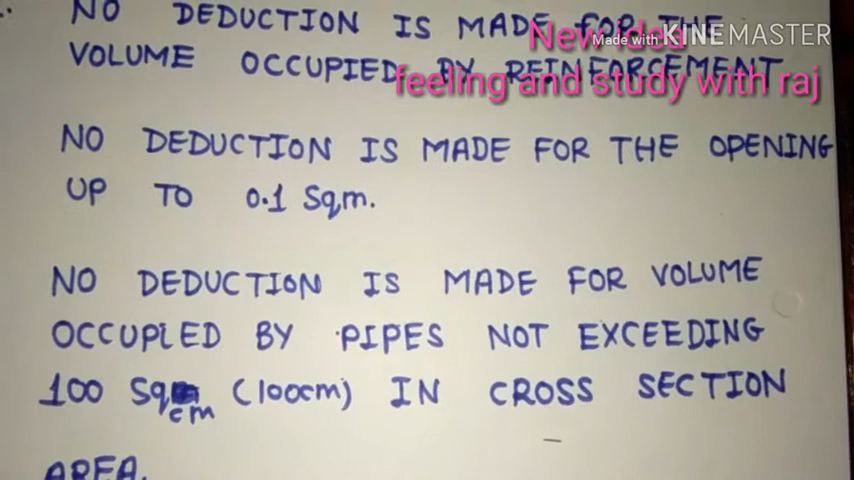 NO DEDUCTION IS MADE FOR THE
New idea
Made with KINEMASTER
VOLUME OCCUPIED BY REINFORCEMENT
feeling and study with raj
NO DEDUCTION IS MADE FOR THE OPENING
UP TO 0.1 Sqm.
NO DEDUCTION IS MADE FOR VOLUME
OCCUPIED BY PIPES NOT EXCEEDING
100 Sqcm (100cm) IN CROSS SECTION
AREA.